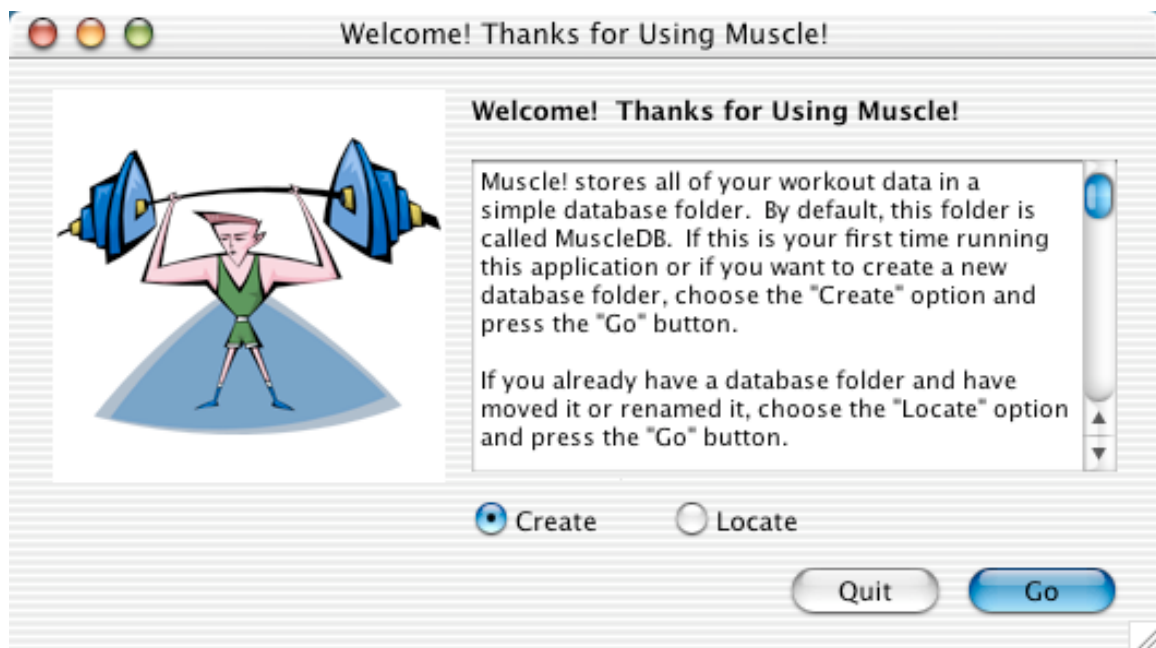 Welcome! Thanks for Using Muscle!
Welcome!  Thanks for Using Muscle!
Muscle! stores all of your workout data in a
simple database folder.  By default, this folder is
called MuscleDB.  If this is your first time running
this application or if you want to create a new
database folder, choose the "Create" option and
press the "Go" button.
If you already have a database folder and have
moved it or renamed it, choose the "Locate" option
and press the "Go" button.
Create
Locate
Quit
Go